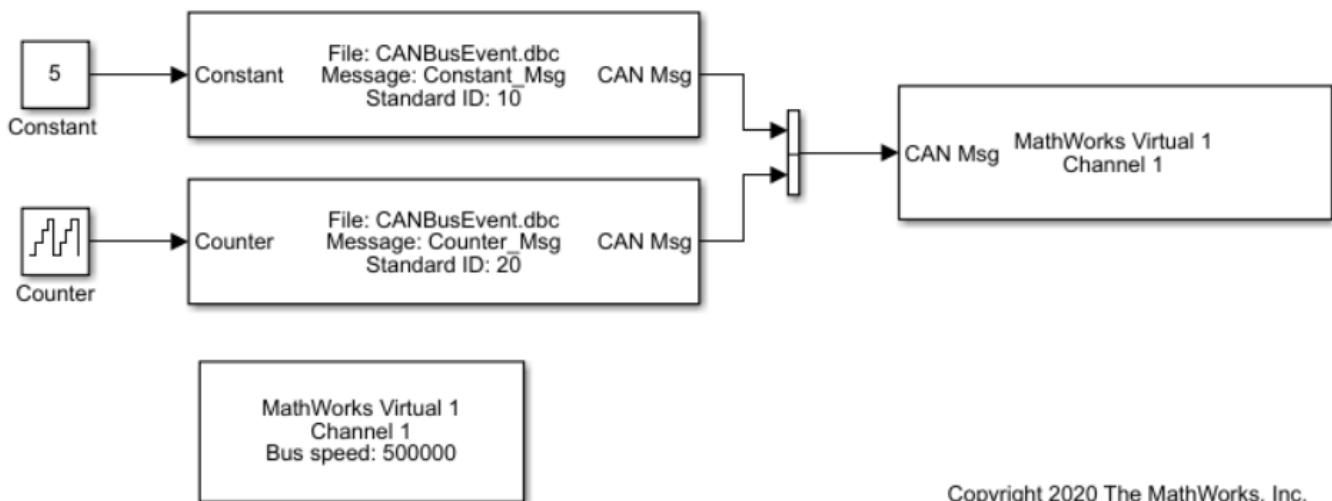 5
Constant
Constant
File: CANBusEvent.dbc
Message: Constant_Msg
Standard ID: 10
CAN Msg
Counter
Counter
File: CANBusEvent.dbc
Message: Counter_Msg
Standard ID: 20
CAN Msg
CAN Msg
MathWorks Virtual 1
Channel 1
MathWorks Virtual 1
Channel 1
Bus speed: 500000
Copyright 2020 The MathWorks, Inc.